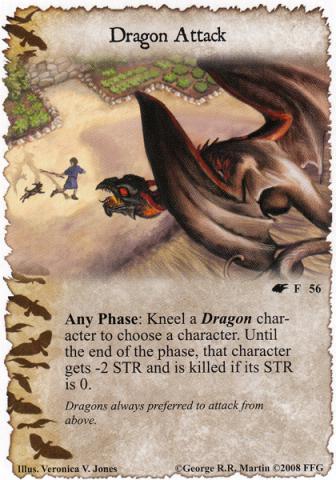 Dragon Attack
F 56
Any Phase: Kneel a Dragon char-
acter to choose a character. Until
the end of the phase, that character
gets -2 STR and is killed if its STR
is 0.
Dragons always preferred to attack from
above.
Illus. Veronica V. Jones ©George R.R. Martin ©2008 FFG